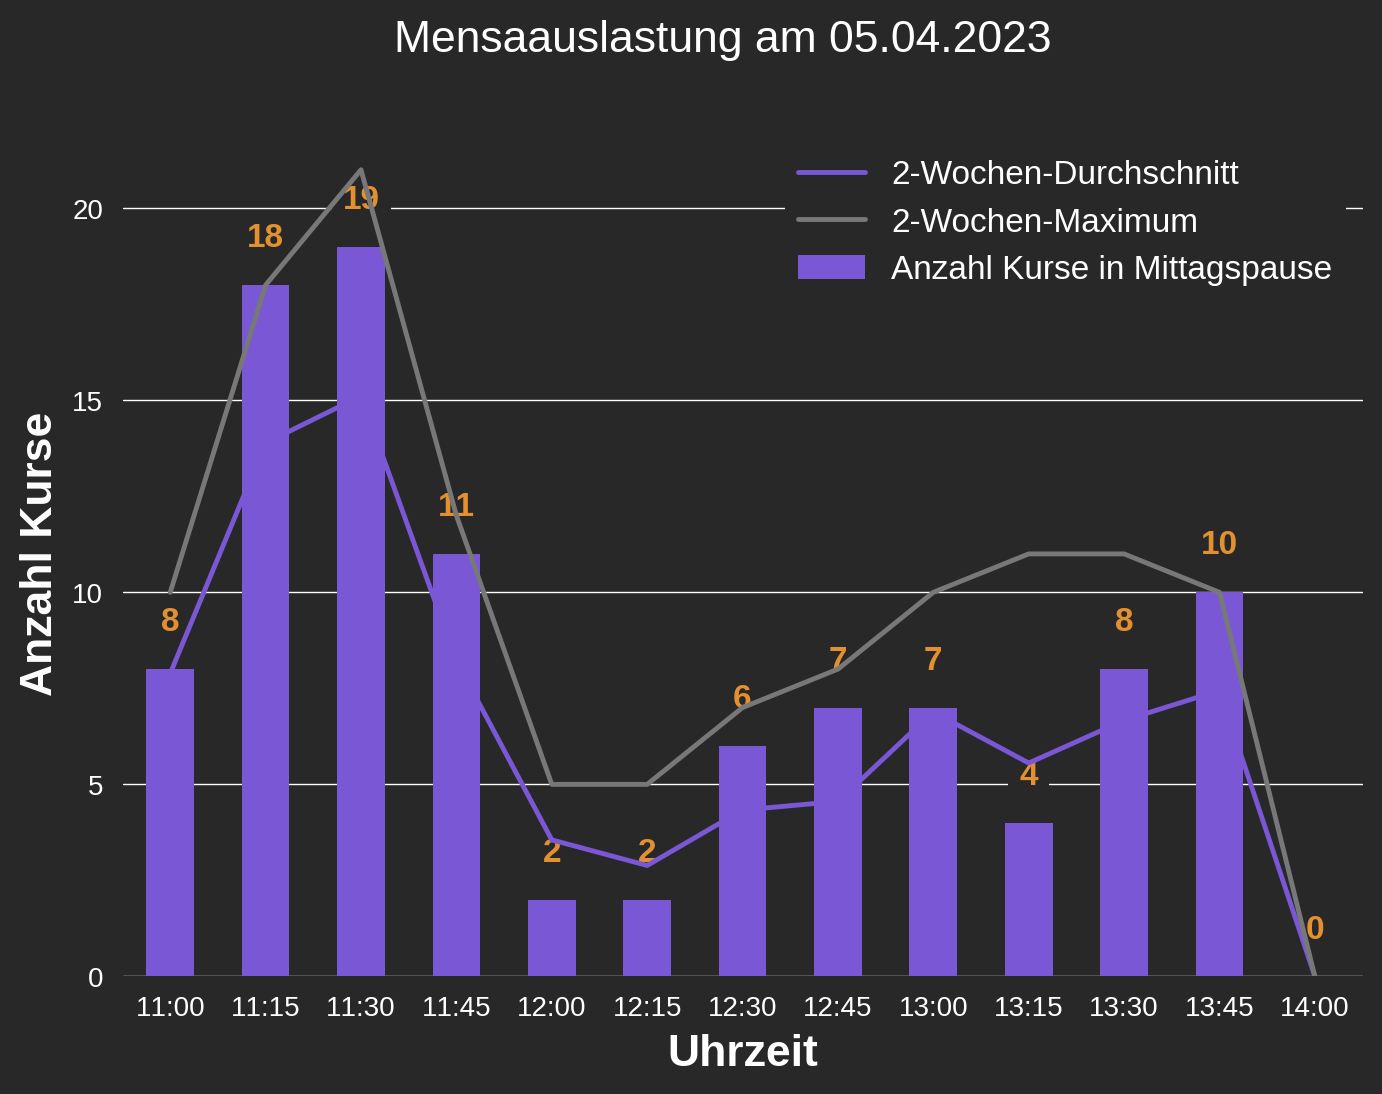 Mensaauslastung am 05.04.2023
2-Wochen-Durchschnitt
2-Wochen-Maximum
Anzahl Kurse in Mittagspause
Anzahl Kurse
20
15
10
5
0
8
18
19
11
2
2
6
7
7
4
8
10
0
11:00 11:15 11:30 11:45 12:00 12:15 12:30 12:45 13:00 13:15 13:30 13:45 14:00
Uhrzeit